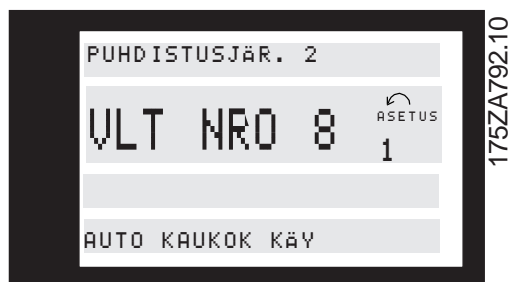 PUHDISTUSJÄR. 2
VLT NRO 8
ASETUS
1
AUTO KAUKOK KÄY
175ZA792.10